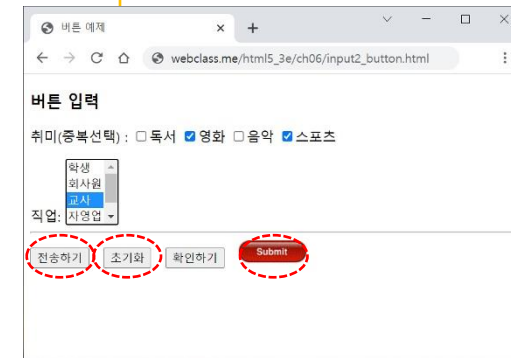 버튼 예제
webclass.me/html5_3e/ch06/input2_button.html
버튼 입력
취미(중복선택) : 독서 영화 음악 스포츠
학생
회사원
교사
직업: 자영업
전송하기 초기화 확인하기 Submit